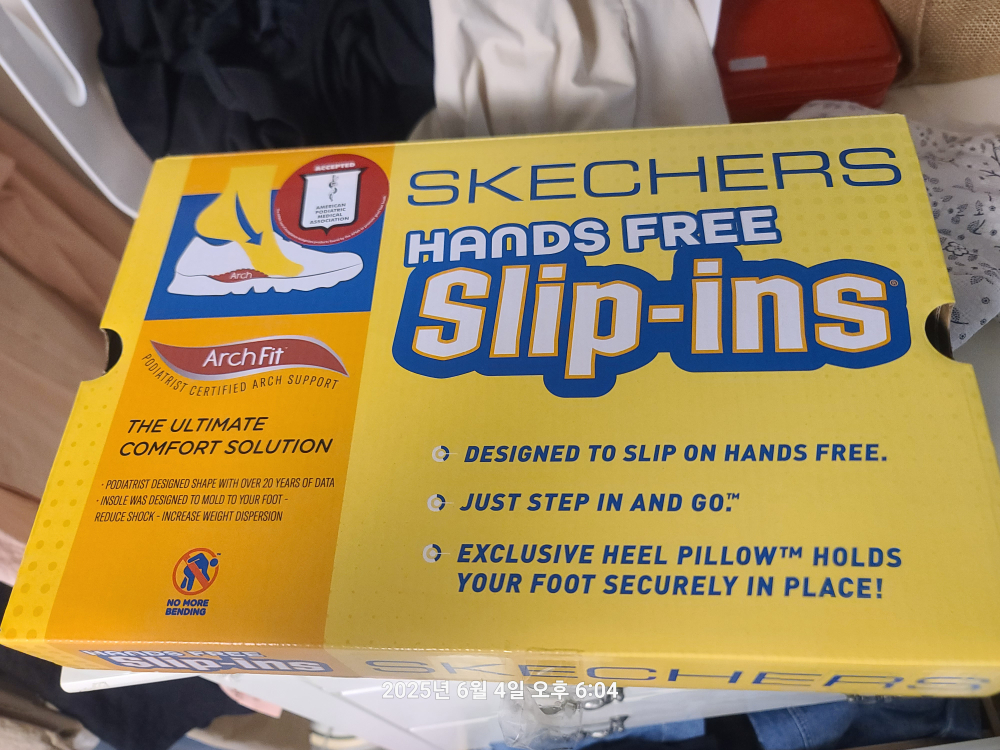 ACCEPTED
AMERICAN
PODIATRIC
MEDICAL
ASSOCIATION
Arch
Arch Fit
PODIATRIST CERTIFIED ARCH SUPPORT
THE ULTIMATE
COMFORT SOLUTION
· PODIATRIST DESIGNED SHAPE WITH OVER 20 YEARS OF DATA
· INSOLE WAS DESIGNED TO MOLD TO YOUR FOOT -
REDUCE SHOCK - INCREASE WEIGHT DISPERSION
NO MORE
BENDING
SKECHERS
HANDS FREE
Slip-ins®
DESIGNED TO SLIP ON HANDS FREE.
JUST STEP IN AND GO.™
EXCLUSIVE HEEL PILLOW™ HOLDS
YOUR FOOT SECURELY IN PLACE!
HANDS FREE
Slip-ins
SKECHERS
2025년 6월 4일 오후 6:04